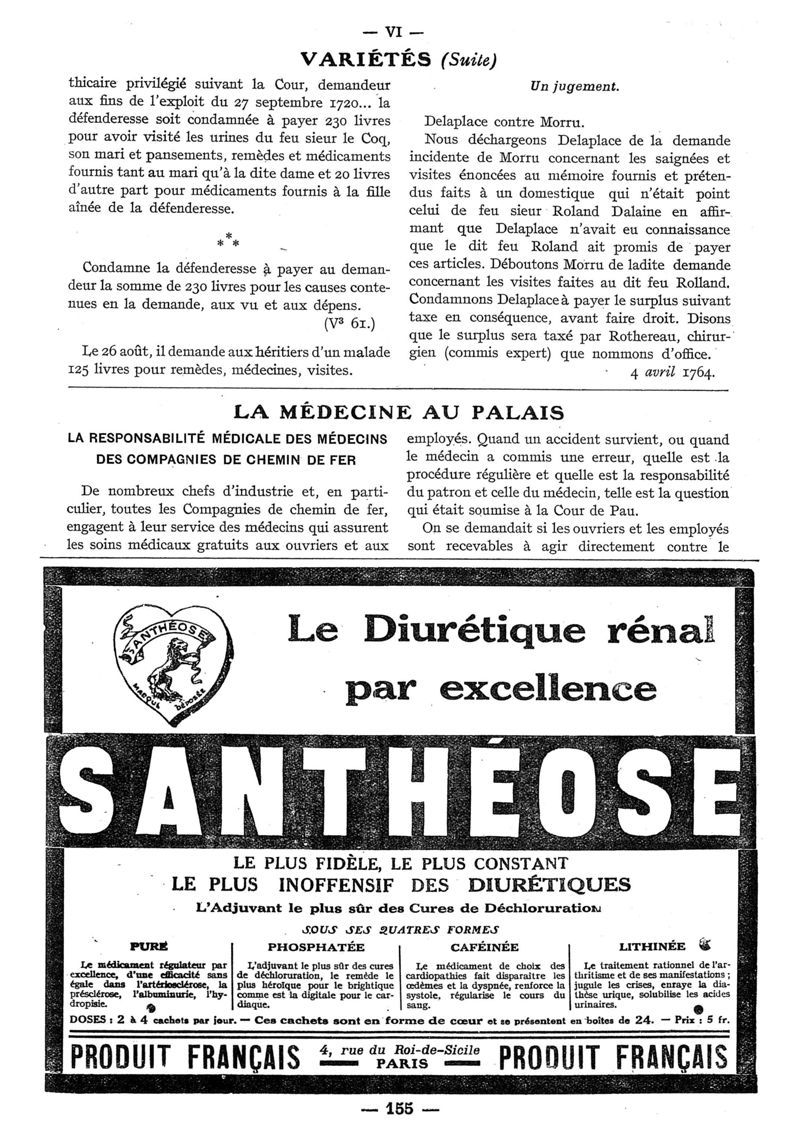 — VI —
VARIÉTÉS (Suite)
thicaire privilégié suivant la Cour, demandeur
aux fins de l'exploit du 27 septembre 1720... la
défenderesse soit condamnée à payer 230 livres
pour avoir visité les urines du feu sieur le Coq,
son mari et pansements, remèdes et médicaments
fournis tant au mari qu'à la dite dame et 20 livres
d'autre part pour médicaments fournis à la fille
aînée de la défenderesse.
* * *
Condamne la défenderesse à payer au deman-
deur la somme de 230 livres pour les causes conte-
nues en la demande, aux vu et aux dépens.
(V³ 61.)
Le 26 août, il demande aux héritiers d'un malade
125 livres pour remèdes, médecines, visites.
Un jugement.
Delaplace contre Morru.
Nous déchargeons Delaplace de la demande
incidente de Morru concernant les saignées et
visites énoncées au mémoire fournis et préten-
dus faits à un domestique qui n'était point
celui de feu sieur Roland Dalaine en affir-
mant que Delaplace n'avait eu connaissance
que le dit feu Roland ait promis de payer
ces articles. Déboutons Morru de ladite demande
concernant les visites faites au dit feu Rolland.
Condamnons Delaplace à payer le surplus suivant
taxe en conséquence, avant faire droit. Disons
que le surplus sera taxé par Rothereau, chirur-
gien (commis expert) que nommons d'office.
4 avril 1764.
LA MÉDECINE AU PALAIS
LA RESPONSABILITÉ MÉDICALE DES MÉDECINS
DES COMPAGNIES DE CHEMIN DE FER
De nombreux chefs d'industrie et, en parti-
culier, toutes les Compagnies de chemin de fer,
engagent à leur service des médecins qui assurent
les soins médicaux gratuits aux ouvriers et aux
employés. Quand un accident survient, ou quand
le médecin a commis une erreur, quelle est la
procédure régulière et quelle est la responsabilité
du patron et celle du médecin, telle est la question
qui était soumise à la Cour de Pau.
On se demandait si les ouvriers et les employés
sont recevables à agir directement contre le
SANTHÉOSE
MARQUE DÉPOSÉE
Le Diurétique rénal
par excellence
SANTHÉOSE
LE PLUS FIDÈLE, LE PLUS CONSTANT
LE PLUS INOFFENSIF DES DIURÉTIQUES
L'Adjuvant le plus sûr des Cures de Déchloruration
SOUS SES QUATRES FORMES
PURE
Le médicament régulateur par
excellence, d'une efficacité sans
égale dans l'artériosclérose, la
présclérose, l'albuminurie, l'hy-
dropisie.
PHOSPHATÉE
L'adjuvant le plus sûr des cures
de déchloruration, le remède le
plus héroïque pour le brightique
comme est la digitale pour le car-
diaque.
CAFÉINÉE
Le médicament de choix des
cardiopathies fait disparaître les
œdèmes et la dyspnée, renforce la
systole, régularise le cours du
sang.
LITHINÉE
Le traitement rationnel de l'ar-
thritisme et de ses manifestations ;
jugule les crises, enraye la dia-
thèse urique, solubilise les acides
urinaires.
DOSES : 2 à 4 cachets par jour. — Ces cachets sont en forme de cœur et se présentent en boîtes de 24. — Prix : 5 fr.
PRODUIT FRANÇAIS
4, rue du Roi-de-Sicile
PARIS
PRODUIT FRANÇAIS
— 155 —